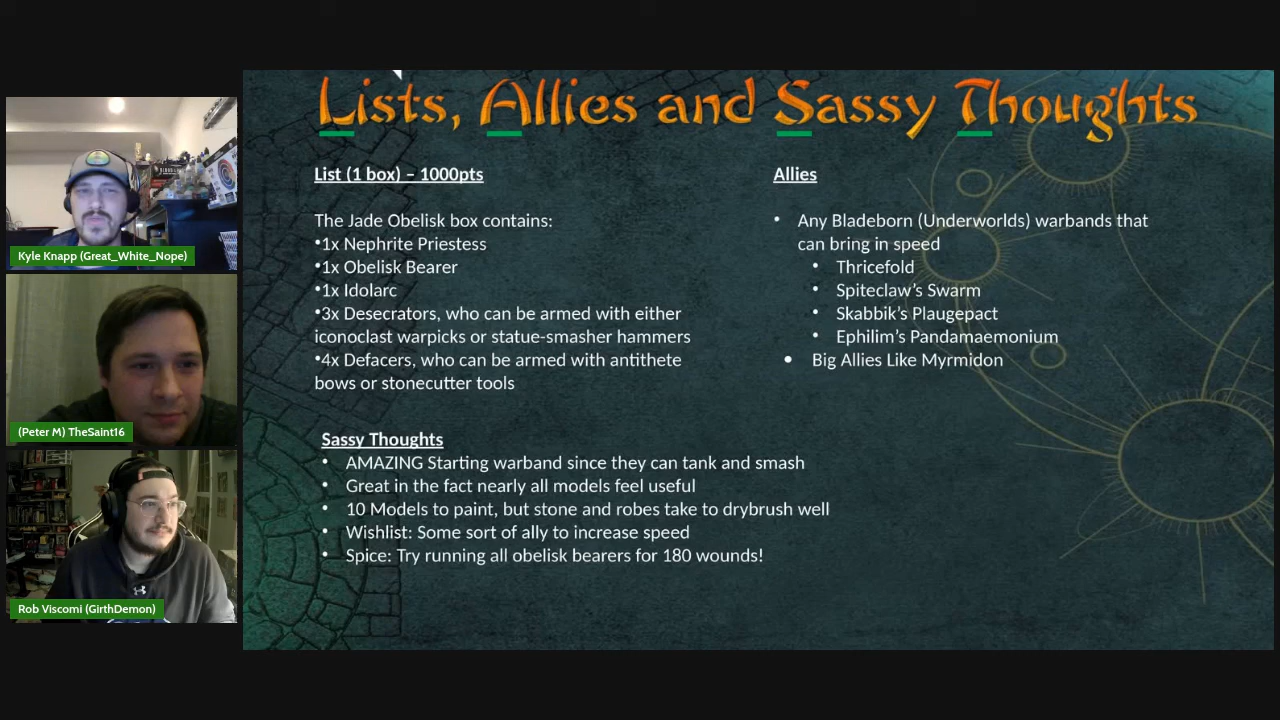 Lists, Allies and Sassy Thoughts
List (1 box) – 1000pts
The Jade Obelisk box contains:
•1x Nephrite Priestess
•1x Obelisk Bearer
•1x Idolarc
•3x Desecrators, who can be armed with either
iconoclast warpicks or statue-smasher hammers
•4x Defacers, who can be armed with antithete
bows or stonecutter tools
Allies
• Any Bladeborn (Underworlds) warbands that
can bring in speed
• Thricefold
• Spiteclaw’s Swarm
• Skabbik’s Plaugepact
• Ephilim’s Pandamaemonium
• Big Allies Like Myrmidon
Sassy Thoughts
• AMAZING Starting warband since they can tank and smash
• Great in the fact nearly all models feel useful
• 10 Models to paint, but stone and robes take to drybrush well
• Wishlist: Some sort of ally to increase speed
• Spice: Try running all obelisk bearers for 180 wounds!
Kyle Knapp (Great_White_Nope)
(Peter M) TheSaint16
Rob Viscomi (GirthDemon)